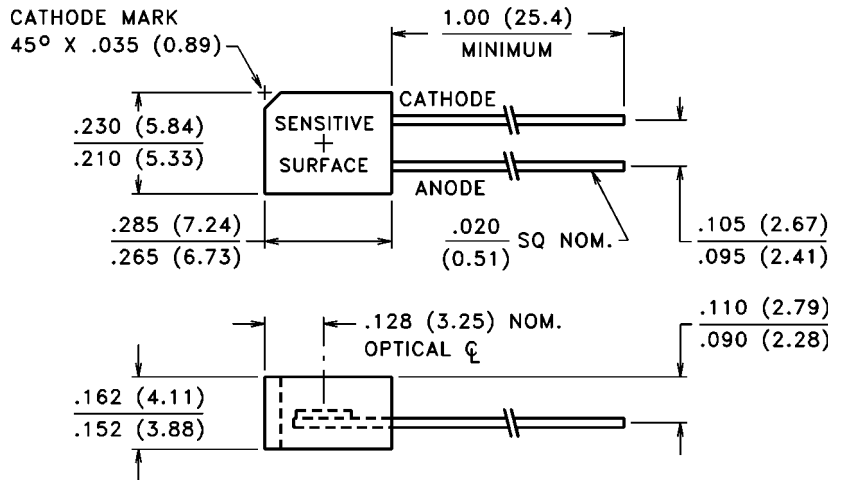 CATHODE MARK
45° X .035 (0.89)
1.00 (25.4)
MINIMUM
CATHODE
.230 (5.84)
.210 (5.33)
SENSITIVE
SURFACE
ANODE
.285 (7.24)
.265 (6.73)
.020
(0.51)
SQ NOM.
.105 (2.67)
.095 (2.41)
.128 (3.25) NOM.
OPTICAL ℄
.110 (2.79)
.090 (2.28)
.162 (4.11)
.152 (3.88)